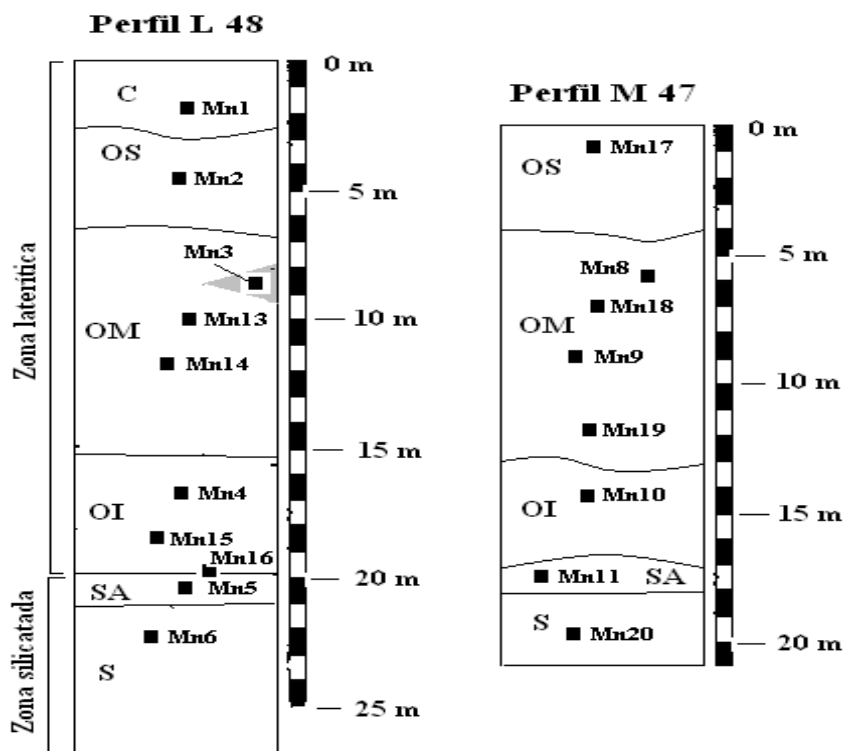 Perfil L 48
0 m
C
Mn1
OS
Mn2
5 m
Mn3
Mn13
10 m
OM
Mn14
15 m
Mn4
OI
Mn15
Mn16
20 m
SA
Mn5
Mn6
S
25 m
Zona laterítica
Zona silicatada
Perfil M 47
0 m
Mn17
OS
5 m
Mn8
Mn18
OM
Mn9
10 m
Mn19
Mn10
OI
15 m
Mn11
SA
S
Mn20
20 m